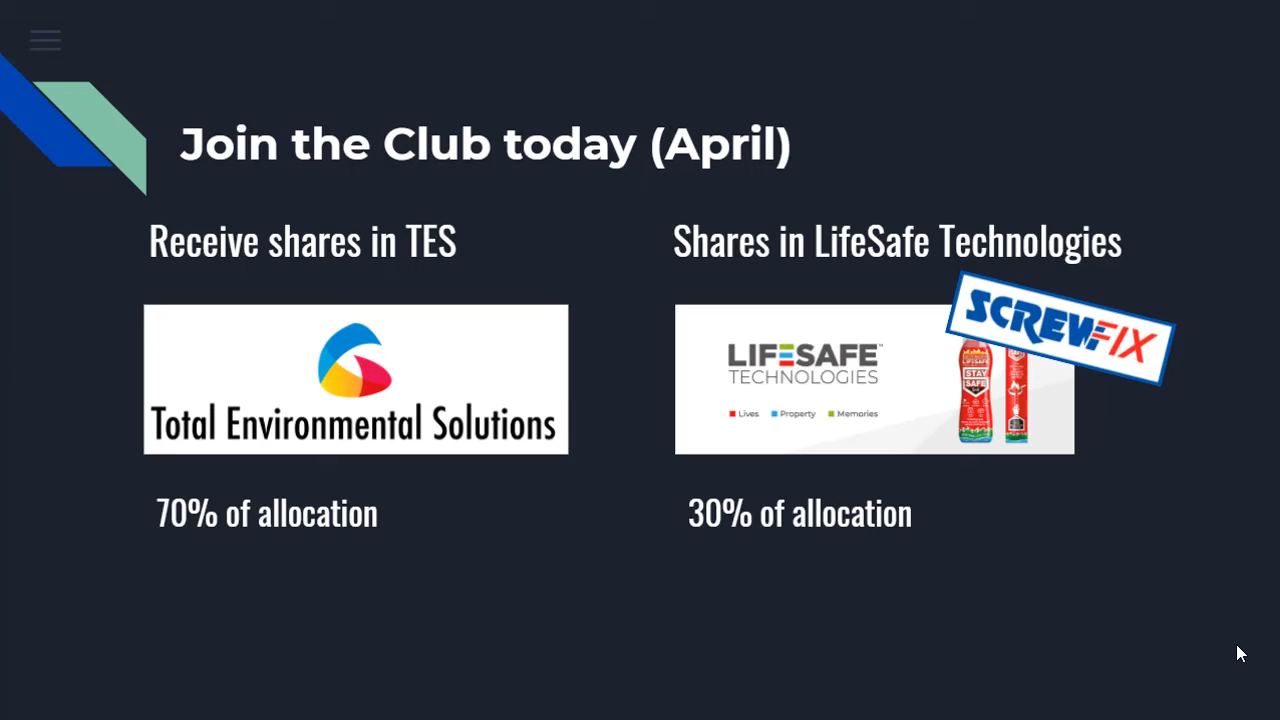 Join the Club today (April)
Receive shares in TES
Shares in LifeSafe Technologies
SCREWFIX
LIFESAFE™
TECHNOLOGIES
Lives Property Memories
LIFESAFE
STAY
SAFE
Total Environmental Solutions
70% of allocation
30% of allocation